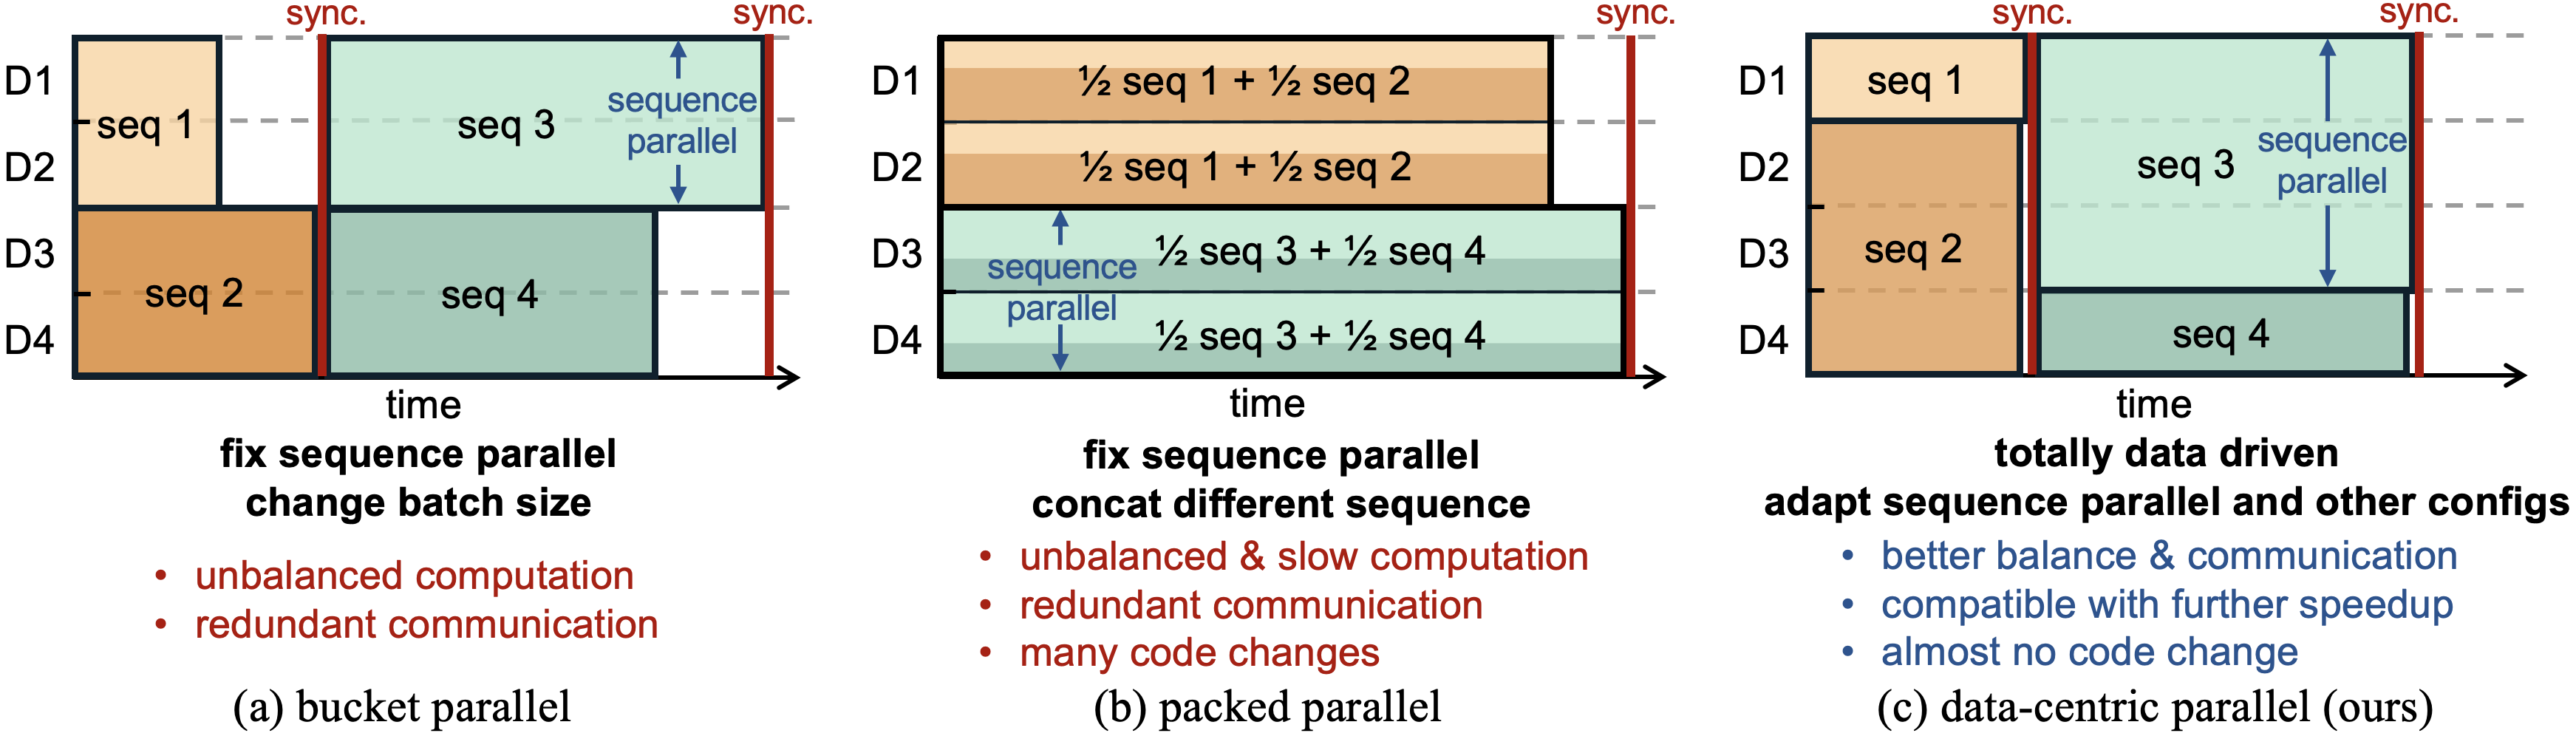 sync.
sync.
D1
D2
D3
D4
seq 1
seq 2
seq 3
seq 4
sequence
parallel
time
fix sequence parallel
change batch size
• unbalanced computation
• redundant communication
(a) bucket parallel
sync.
D1
D2
D3
D4
½ seq 1 + ½ seq 2
½ seq 1 + ½ seq 2
½ seq 3 + ½ seq 4
½ seq 3 + ½ seq 4
sequence
parallel
time
fix sequence parallel
concat different sequence
• unbalanced & slow computation
• redundant communication
• many code changes
(b) packed parallel
sync.
sync.
D1
D2
D3
D4
seq 1
seq 2
seq 3
seq 4
sequence
parallel
time
totally data driven
adapt sequence parallel and other configs
• better balance & communication
• compatible with further speedup
• almost no code change
(c) data-centric parallel (ours)